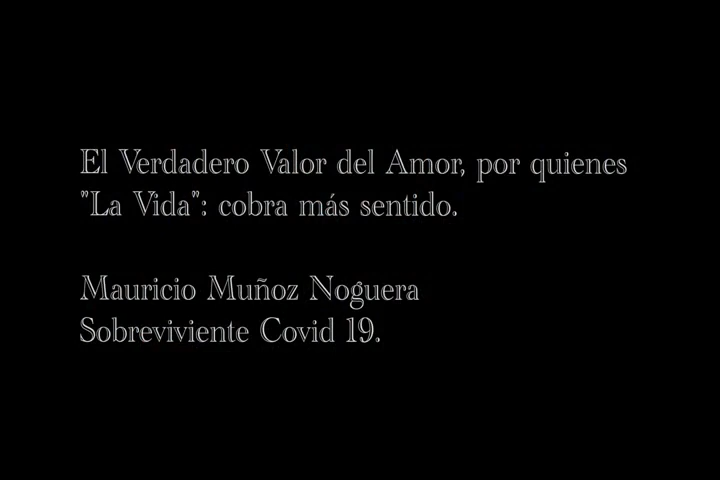 El Verdadero Valor del Amor, por quienes
"La Vida": cobra más sentido.
Mauricio Muñoz Noguera
Sobreviviente Covid 19.